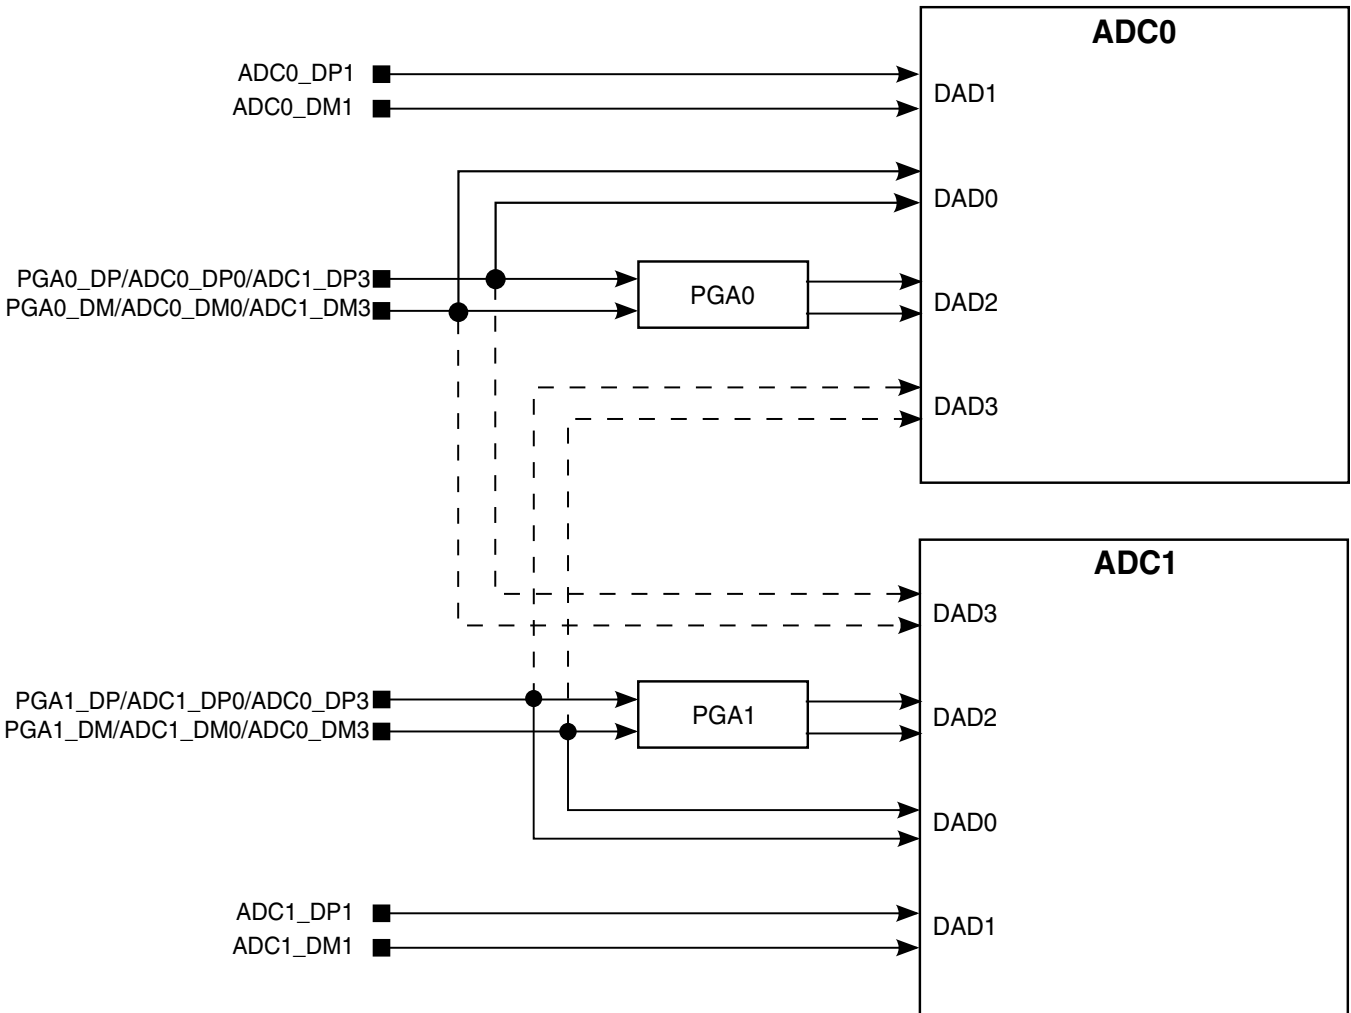 ADC0
ADC0_DP1
DAD1
ADC0_DM1
DAD0
PGA0_DP/ADC0_DP0/ADC1_DP3
PGA0
PGA0_DM/ADC0_DM0/ADC1_DM3
DAD2
DAD3
ADC1
DAD3
PGA1_DP/ADC1_DP0/ADC0_DP3
PGA1
DAD2
PGA1_DM/ADC1_DM0/ADC0_DM3
DAD0
ADC1_DP1
DAD1
ADC1_DM1